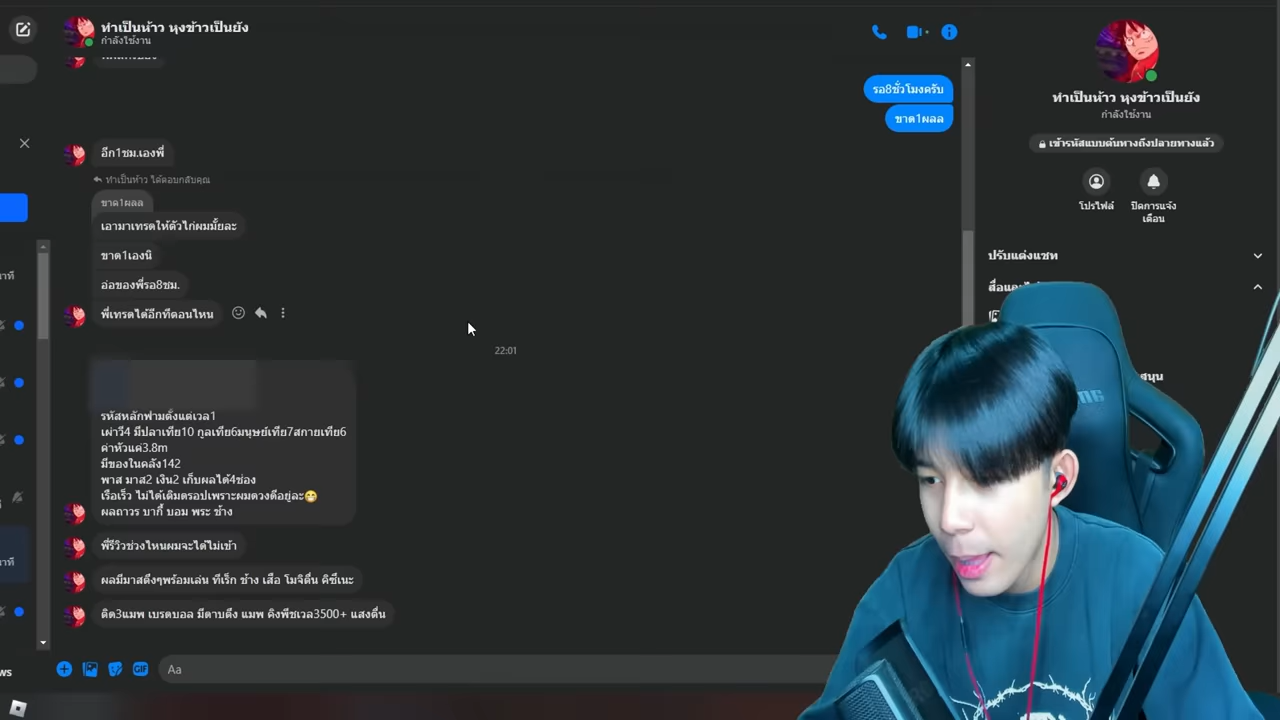 ทำเป็นห้าว หุงข้าวเป็นยัง
กำลังใช้งาน
รอ8ชั่วโมงครับ
ขาด1ผลล
อีก1ชม.เองพี่
ทำเป็นห้าว ได้ตอบกลับคุณ
ขาด1ผลล
เอามาเทรดให้ตัวไก่ผมมั้ยละ
ขาด1เองนิ
อ่อของพี่รอ8ชม.
พี่เทรดได้อีกทีตอนไหน
22:01
รหัสหลักฟามตั้งแต่เวล1
เผ่าวี4 มีปลาเทีย10 กูลเทีย6มนุษย์เทีย7สกายเทีย6
ค่าหัวแค่3.8m
มีของในคลัง142
พาส มาส2 เงิน2 เก็บผลได้4ช่อง
เรือเร็ว ไม่ได้เติมดรอปเพราะผมดวงดีอยู่ละ😁
ผลถาวร บากี้ บอม พระ ช้าง
พี่รีวิวช่วงไหนผมจะได้ไม่เข้า
ผลมีมาสตึงๆพร้อมเล่น ทีเร็ก ช้าง เสือ โมจิตื่น คิซึเนะ
ติด3แมพ เบรดบอล มีดาบตึง แมพ คิงพีชเวล3500+ แสงตื่น
Aa
ทำเป็นห้าว หุงข้าวเป็นยัง
กำลังใช้งาน
เข้ารหัสแบบต้นทางถึงปลายทางแล้ว
โปรไฟล์
ปิดการแจ้ง
เตือน
ปรับแต่งแชท
GIF